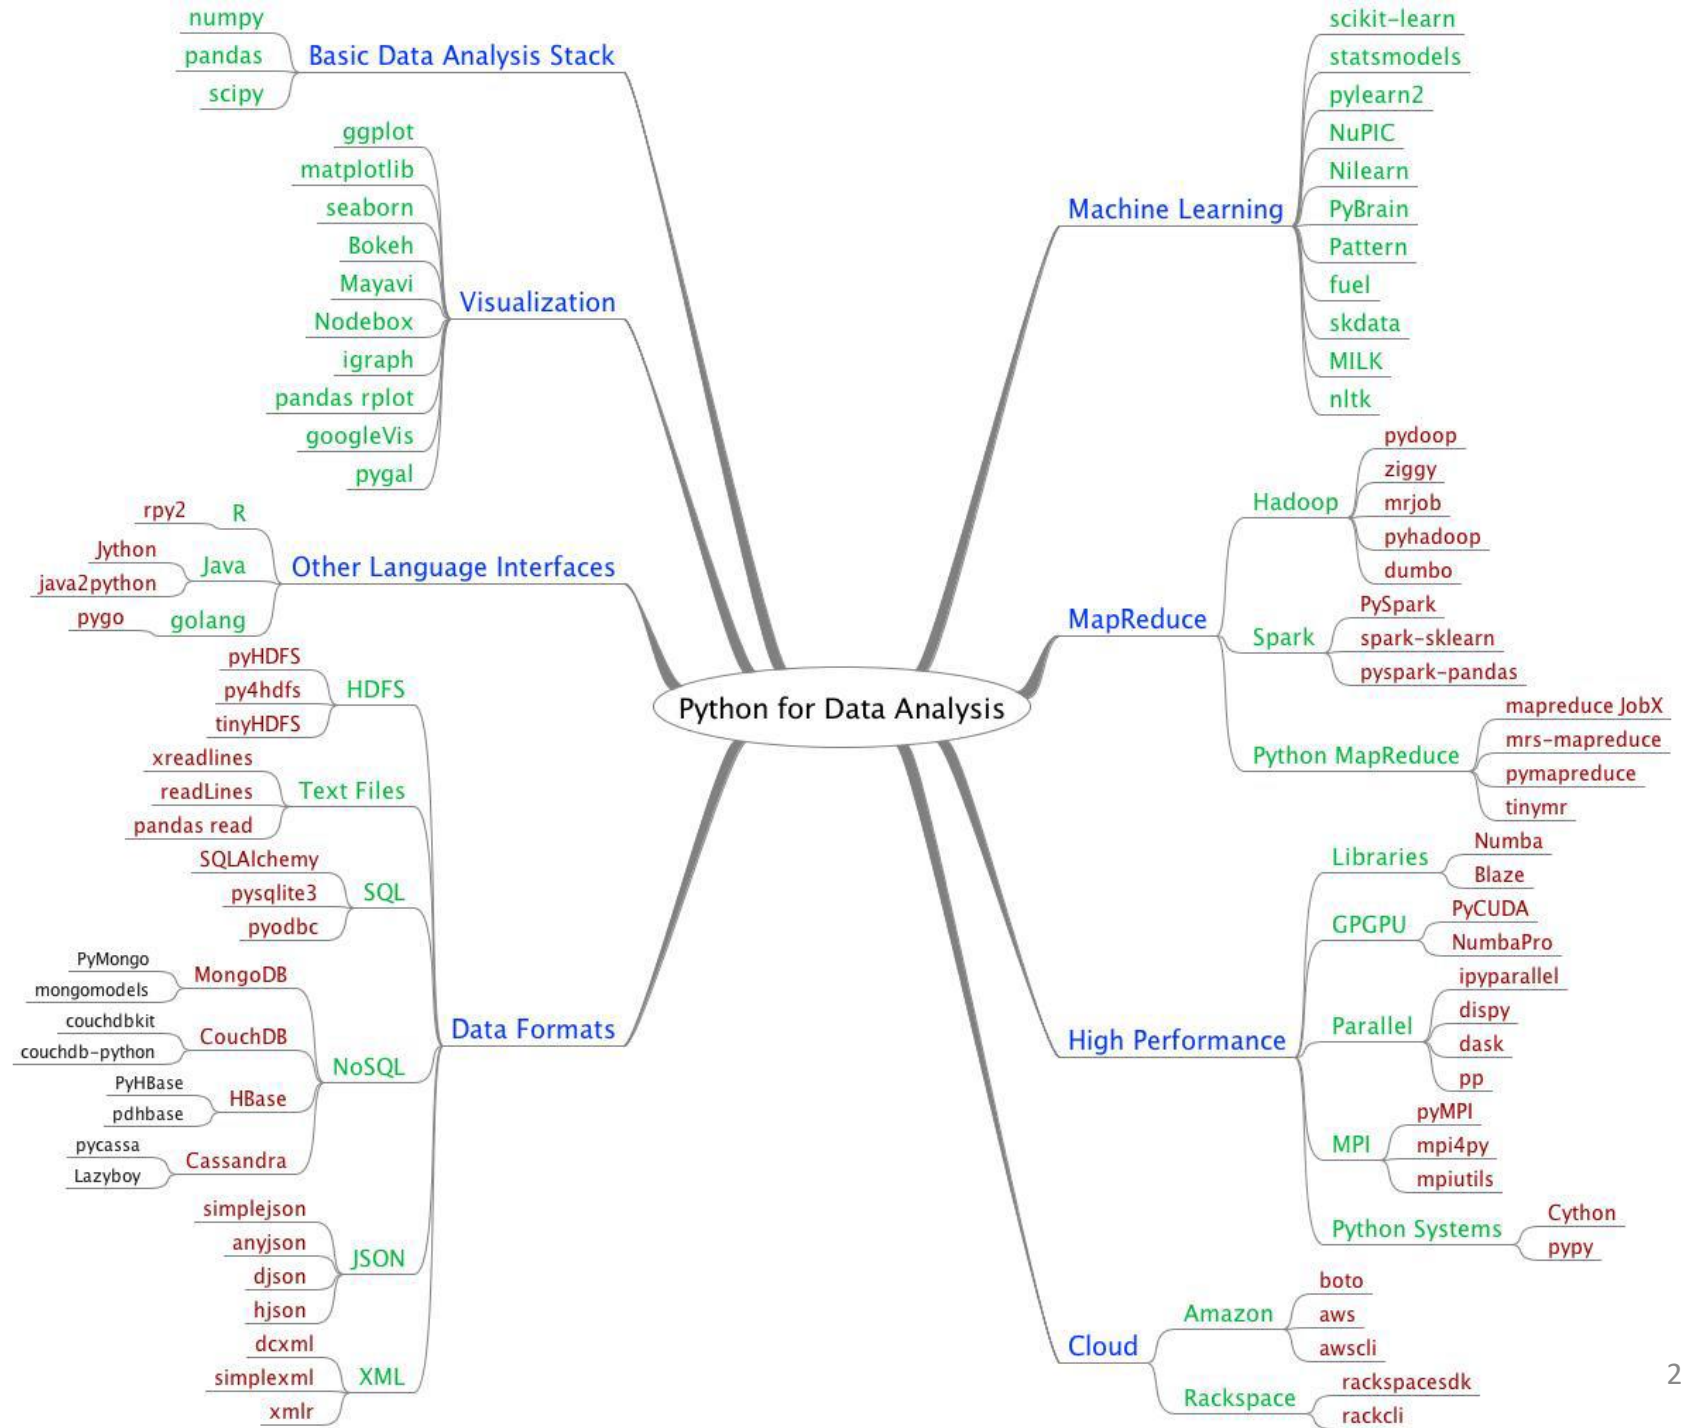 numpy
pandas
scipy
Basic Data Analysis Stack
ggplot
matplotlib
seaborn
Bokeh
Mayavi
Nodebox
igraph
pandas rplot
googleVis
pygal
Visualization
rpy2
R
Jython
java2python
Java
pygo
golang
Other Language Interfaces
pyHDFS
py4hdfs
tinyHDFS
HDFS
xreadlines
readLines
pandas read
Text Files
SQLAlchemy
pysqlite3
pyodbc
SQL
PyMongo
mongomodels
MongoDB
couchdbkit
couchdb-python
CouchDB
PyHBase
pdhbase
HBase
pycassa
Lazyboy
Cassandra
NoSQL
simplejson
anyjson
djson
hjson
JSON
dcxml
simplexml
xmlr
XML
Data Formats
Python for Data Analysis
Machine Learning
scikit-learn
statsmodels
pylearn2
NuPIC
Nilearn
PyBrain
Pattern
fuel
skdata
MILK
nltk
MapReduce
Hadoop
pydoop
ziggy
mrjob
pyhadoop
dumbo
Spark
PySpark
spark-sklearn
pyspark-pandas
Python MapReduce
mapreduce JobX
mrs-mapreduce
pymapreduce
tinymr
High Performance
Libraries
Numba
Blaze
GPGPU
PyCUDA
NumbaPro
Parallel
ipyparallel
dispy
dask
pp
MPI
pyMPI
mpi4py
mpiutils
Python Systems
Cython
pypy
Cloud
Amazon
boto
aws
awscli
Rackspace
rackspacesdk
rackcli
2